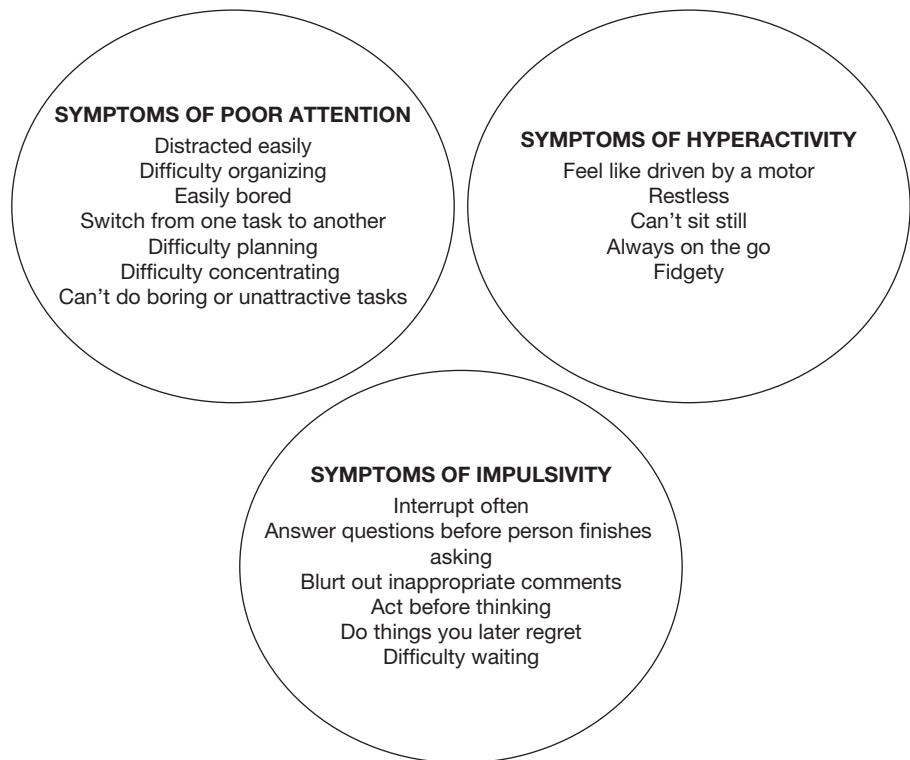 SYMPTOMS OF POOR ATTENTION
Distracted easily
Difficulty organizing
Easily bored
Switch from one task to another
Difficulty planning
Difficulty concentrating
Can’t do boring or unattractive tasks
SYMPTOMS OF HYPERACTIVITY
Feel like driven by a motor
Restless
Can’t sit still
Always on the go
Fidgety
SYMPTOMS OF IMPULSIVITY
Interrupt often
Answer questions before person finishes
asking
Blurt out inappropriate comments
Act before thinking
Do things you later regret
Difficulty waiting